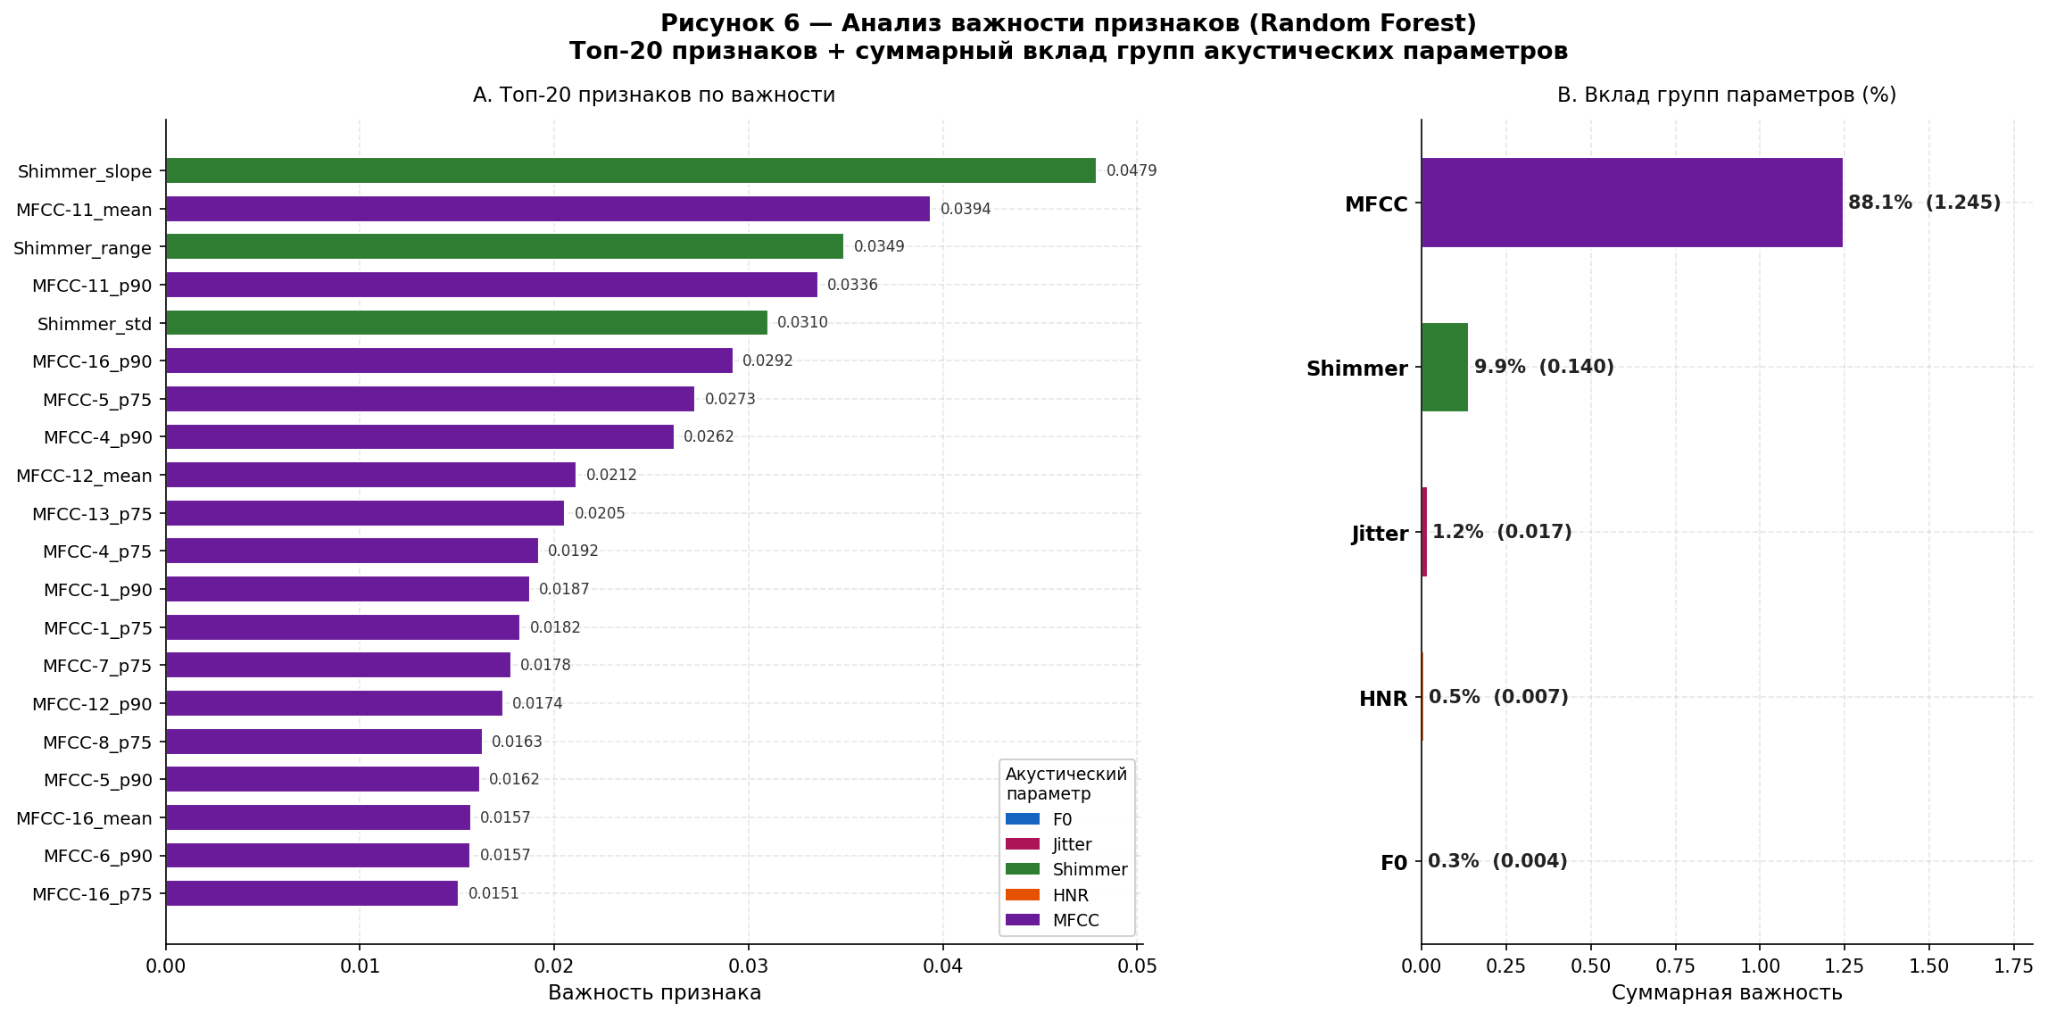 Рисунок 6 — Анализ важности признаков (Random Forest)
Топ-20 признаков + суммарный вклад групп акустических параметров
А. Топ-20 признаков по важности
Shimmer_slope 0.0479
MFCC-11_mean 0.0394
Shimmer_range 0.0349
MFCC-11_p90 0.0336
Shimmer_std 0.0310
MFCC-16_p90 0.0292
MFCC-5_p75 0.0273
MFCC-4_p90 0.0262
MFCC-12_mean 0.0212
MFCC-13_p75 0.0205
MFCC-4_p75 0.0192
MFCC-1_p90 0.0187
MFCC-1_p75 0.0182
MFCC-7_p75 0.0178
MFCC-12_p90 0.0174
MFCC-8_p75 0.0163
MFCC-5_p90 0.0162
MFCC-16_mean 0.0157
MFCC-6_p90 0.0157
MFCC-16_p75 0.0151
Акустический
параметр
F0
Jitter
Shimmer
HNR
MFCC
0.00 0.01 0.02 0.03 0.04 0.05
Важность признака
В. Вклад групп параметров (%)
MFCC 88.1% (1.245)
Shimmer 9.9% (0.140)
Jitter 1.2% (0.017)
HNR 0.5% (0.007)
F0 0.3% (0.004)
0.00 0.25 0.50 0.75 1.00 1.25 1.50 1.75
Суммарная важность